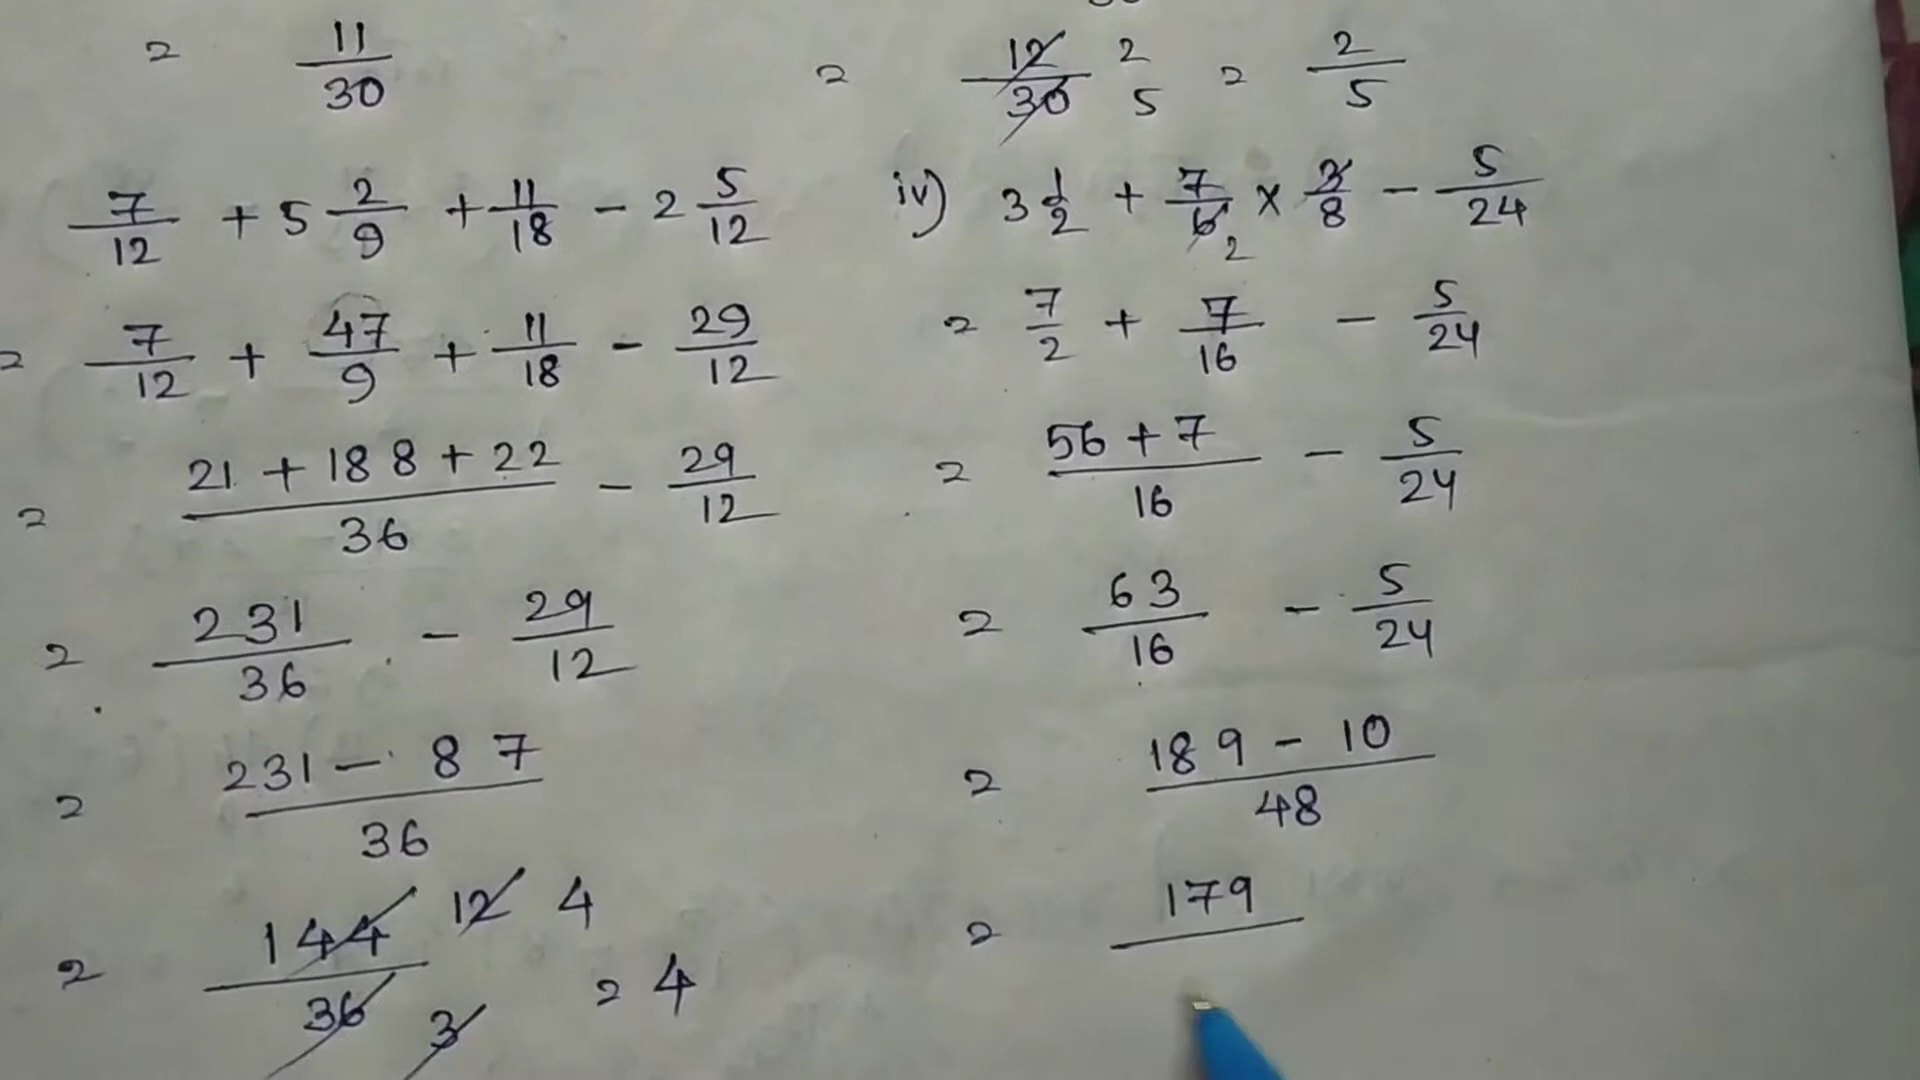 = 11/30
7/12 + 5 2/9 + 11/18 - 2 5/12
= 7/12 + 47/9 + 11/18 - 29/12
= 21 + 188 + 22/36 - 29/12
= 231/36 - 29/12
= 231 - 87/36
= 144/36 12/3 4 = 4
= 12/30 2/5 = 2/5
iv) 3 1/2 + 7/6 2 × 3/8 - 5/24
= 7/2 + 7/16 - 5/24
= 56 + 7/16 - 5/24
= 63/16 - 5/24
= 189 - 10/48
= 179